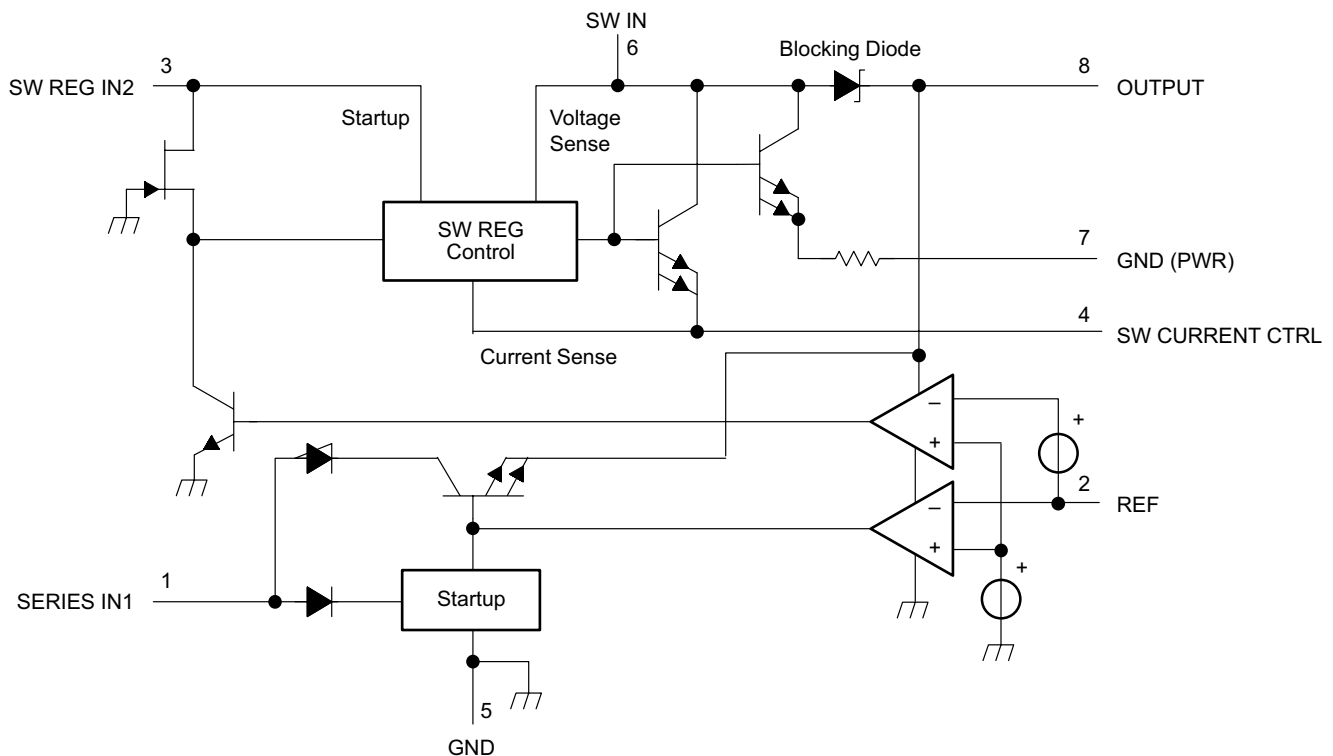 SW IN
6
Blocking Diode
3
8
SW REG IN2
OUTPUT
Startup
Voltage
Sense
SW REG
Control
7
GND (PWR)
4
SW CURRENT CTRL
Current Sense
–
+
+
2
REF
–
+
+
1
SERIES IN1
Startup
5
GND